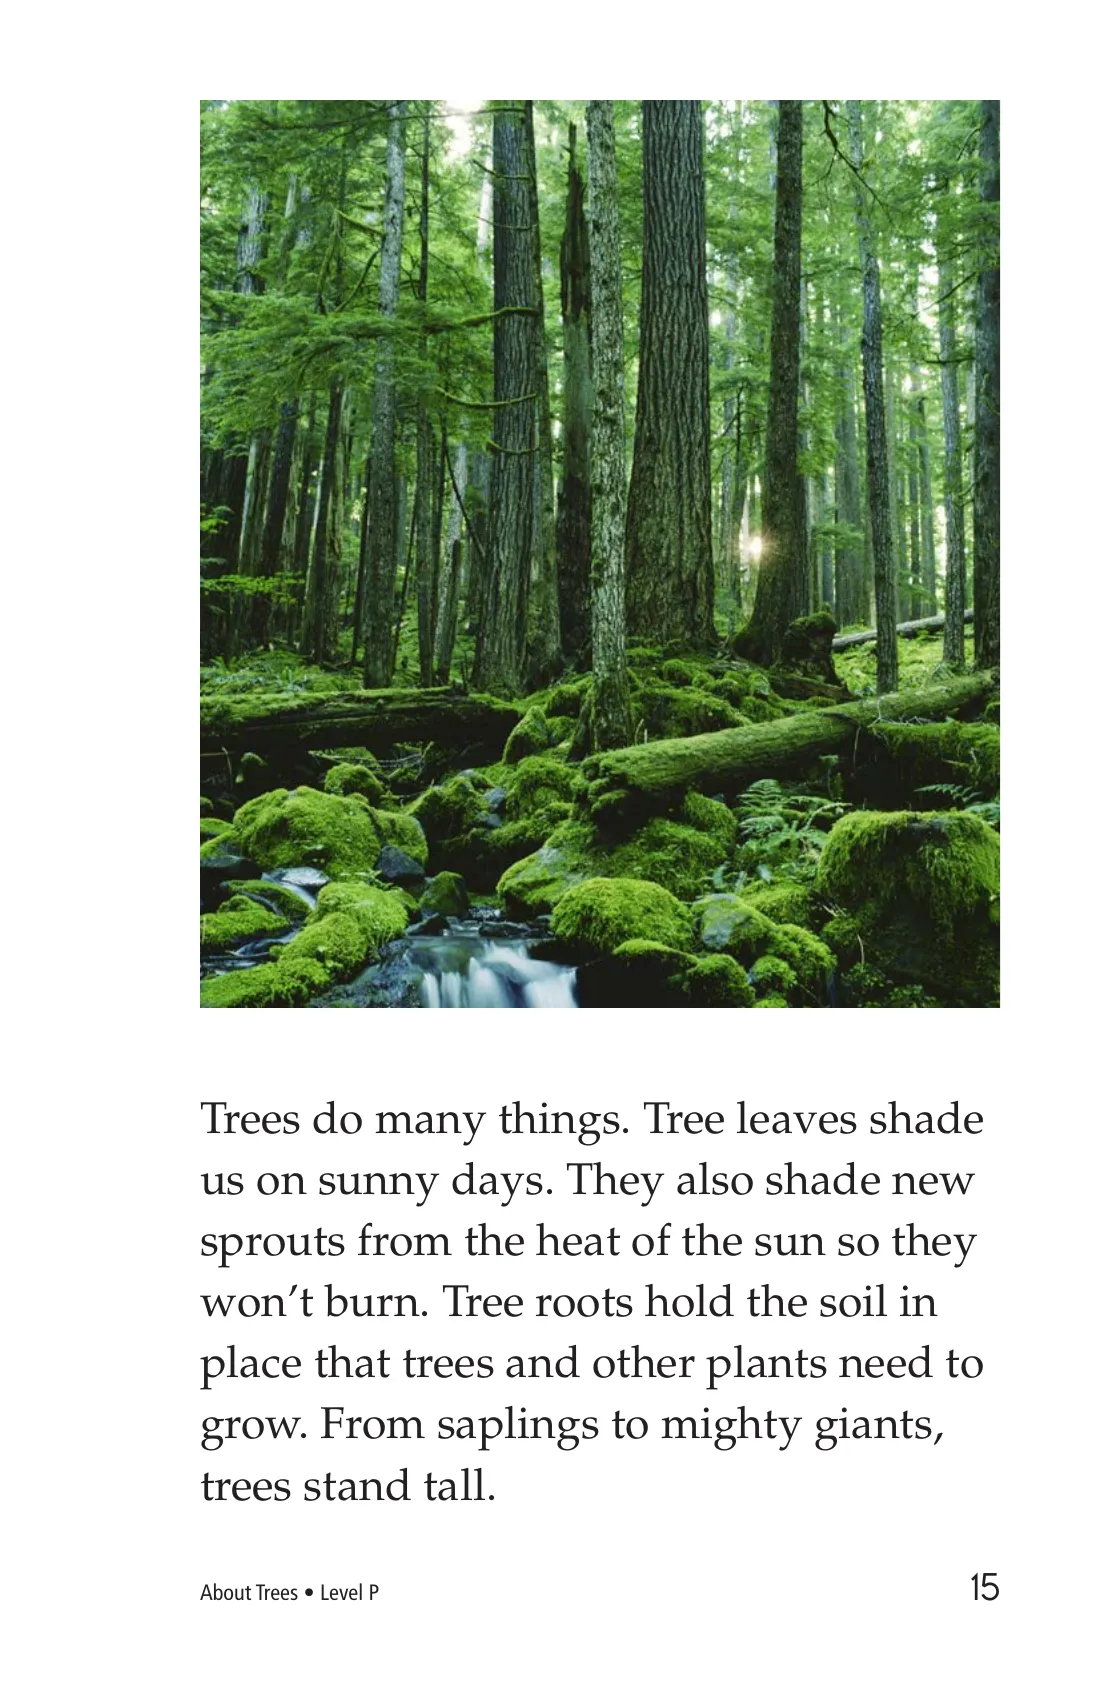 Trees do many things. Tree leaves shade
us on sunny days. They also shade new
sprouts from the heat of the sun so they
won’t burn. Tree roots hold the soil in
place that trees and other plants need to
grow. From saplings to mighty giants,
trees stand tall.
About Trees • Level P 15